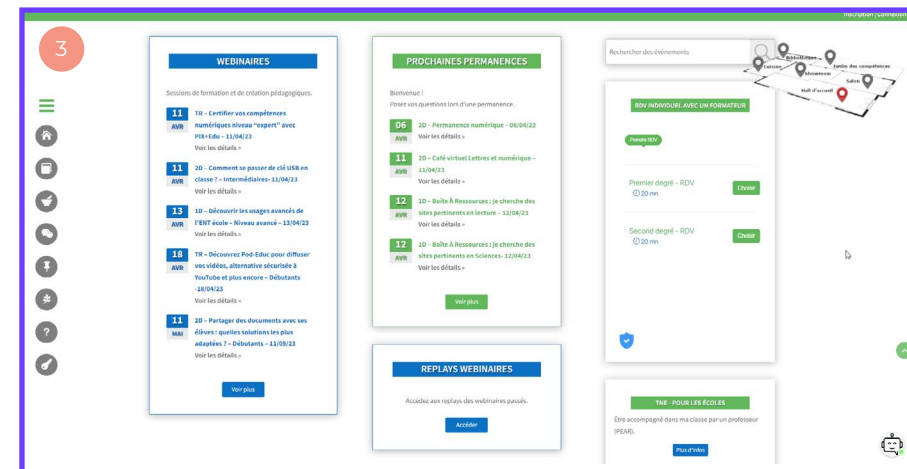 Inscription | Connexion
3
WEBINAIRES
Sessions de formation et de création pédagogiques.
11
AVR
TR – Certifier vos compétences
numériques niveau "expert" avec
PIX+Edu – 11/04/23
Voir les détails »
11
AVR
2D – Comment se passer de clé USB en
classe ? – Intermédiaires- 11/04/23
Voir les détails »
13
AVR
1D – Découvrir les usages avancés de
l'ENT école – Niveau avancé – 13/04/23
Voir les détails »
18
AVR
TR – Découvrez Pod-Educ pour diffuser
vos vidéos, alternative sécurisée à
YouTube et plus encore – Débutants
-18/04/23
Voir les détails »
11
MAI
2D – Partager des documents avec ses
élèves : quelles solutions les plus
adaptées ? – Débutants – 11/05/23
Voir les détails »
Voir plus
PROCHAINES PERMANENCES
Bienvenue !
Posez vos questions lors d'une permanence.
06
AVR
2D – Permanence numérique - 06/04/23
Voir les détails »
11
AVR
2D – Café virtuel Lettres et numérique –
11/04/23
Voir les détails »
12
AVR
1D – Boîte À Ressources : je cherche des
sites pertinents en lecture – 12/04/23
Voir les détails »
12
AVR
1D – Boîte À Ressources : je cherche des
sites pertinents en Sciences- 12/04/23
Voir les détails »
Voir plus
REPLAYS WEBINAIRES
Accédez aux replays des webinaires passés.
Accéder
Rechercher des évènements
Bibliothèque
Cuisine
Showroom
Jardin des compétences
Salon
Hall d'accueil
RDV INDIVIDUEL AVEC UN FORMATEUR
Prendre RDV
Premier degré - RDV
20 mn
Choisir
Second degré - RDV
20 mn
Choisir
TNE - POUR LES ÉCOLES
Être accompagné dans ma classe par un professeur
(PEAR).
Plus d'infos